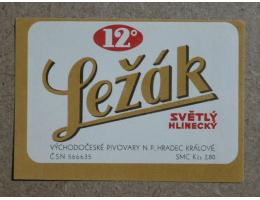 12°
Ležák
SVĚTLÝ
HLINECKÝ
VÝCHODOČESKÉ PIVOVARY N. P. HRADEC KRÁLOVÉ
ČSN 566635 SMC Kčs 2,80